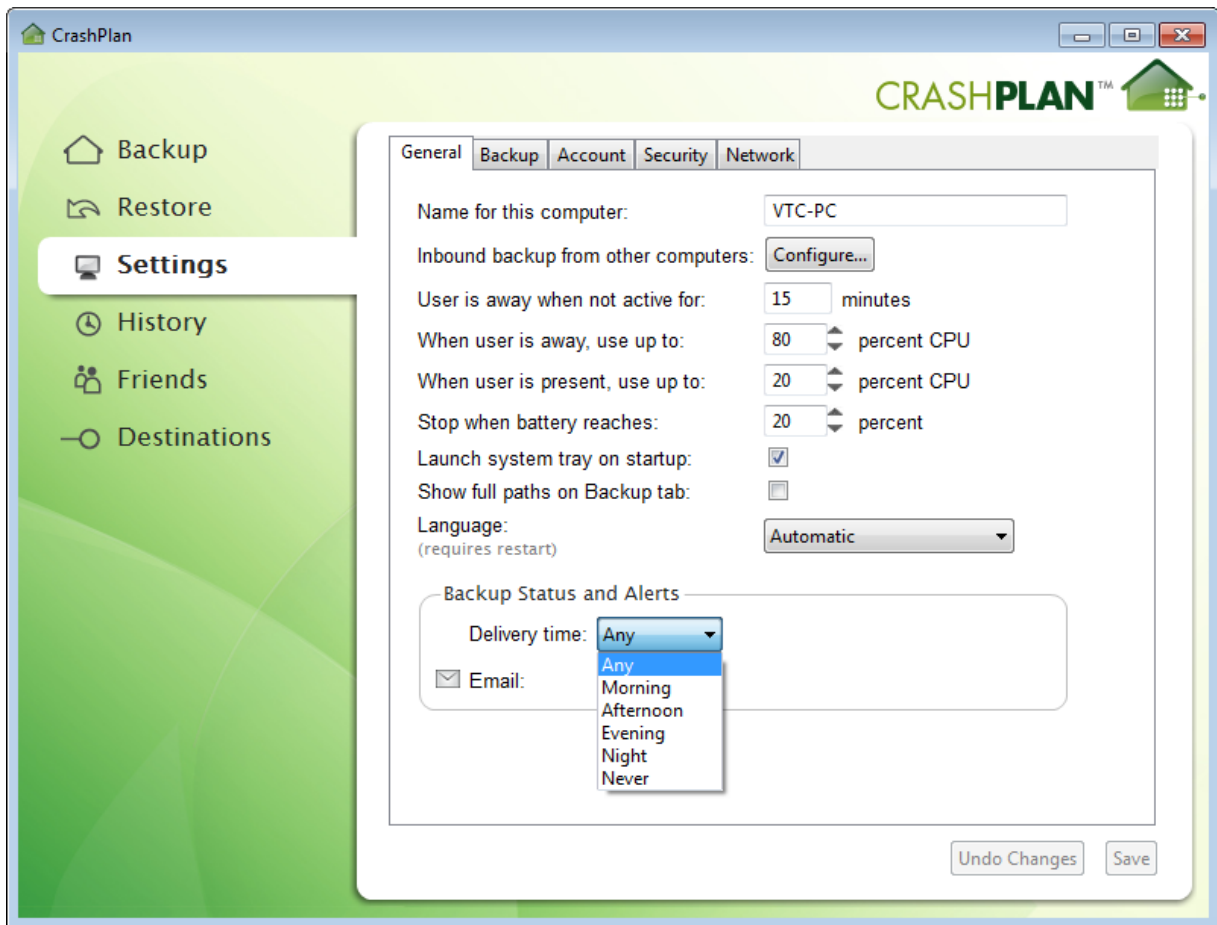 CrashPlan
CRASHPLAN™
Backup
Restore
Settings
History
Friends
Destinations
General Backup Account Security Network
Name for this computer: VTC-PC
Inbound backup from other computers: Configure...
User is away when not active for: 15 minutes
When user is away, use up to: 80 percent CPU
When user is present, use up to: 20 percent CPU
Stop when battery reaches: 20 percent
Launch system tray on startup:
Show full paths on Backup tab:
Language: Automatic
(requires restart)
Backup Status and Alerts
Delivery time: Any
Any
Email:
Morning
Afternoon
Evening
Night
Never
Undo Changes Save